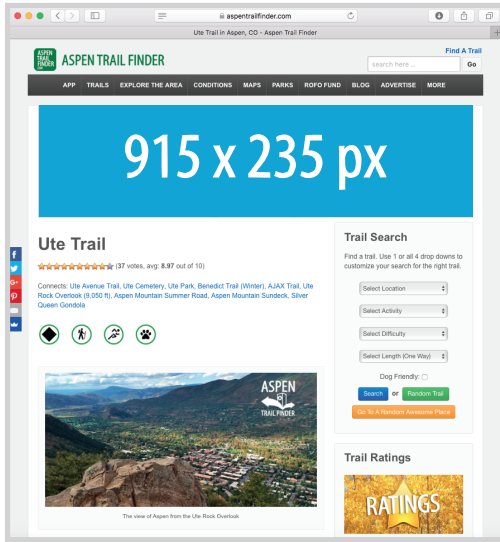 aspentrailfinder.com
Ute Trail in Aspen, CO - Aspen Trail Finder
Find A Trail
ASPEN
TRAIL
FINDER
ASPEN TRAIL FINDER
search here ...
Go
APP TRAILS EXPLORE THE AREA CONDITIONS MAPS PARKS ROFO FUND BLOG ADVERTISE MORE
915 x 235 px
Ute Trail
(37 votes, avg: 8.97 out of 10)
Connects: Ute Avenue Trail, Ute Cemetery, Ute Park, Benedict Trail (Winter), AJAX Trail, Ute
Rock Overlook (9,050 ft), Aspen Mountain Summer Road, Aspen Mountain Sundeck, Silver
Queen Gondola
ASPEN
TRAIL FINDER
The view of Aspen from the Ute Rock Overlook
Trail Search
Find a trail. Use 1 or all 4 drop downs to
customize your search for the right trail.
Select Location
Select Activity
Select Difficulty
Select Length (One Way)
Dog Friendly:
Search or Random Trail
Go To A Random Awesome Place
Trail Ratings
RATINGS